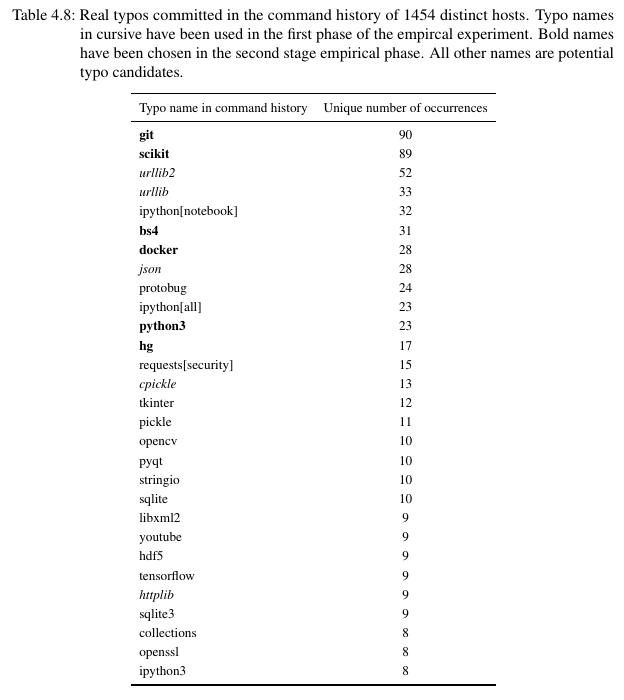 Table 4.8: Real typos committed in the command history of 1454 distinct hosts. Typo names
in cursive have been used in the first phase of the empircal experiment. Bold names
have been chosen in the second stage empirical phase. All other names are potential
typo candidates.
Typo name in command history Unique number of occurrences
git 90
scikit 89
urllib2 52
urllib 33
ipython[notebook] 32
bs4 31
docker 28
json 28
protobug 24
ipython[all] 23
python3 23
hg 17
requests[security] 15
cpickle 13
tkinter 12
pickle 11
opencv 10
pyqt 10
stringio 10
sqlite 10
libxml2 9
youtube 9
hdf5 9
tensorflow 9
httplib 9
sqlite3 9
collections 8
openssl 8
ipython3 8